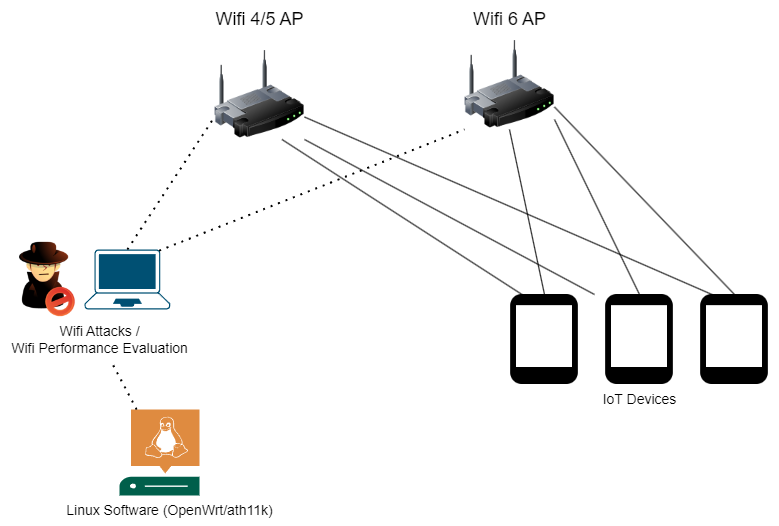 Wifi 4/5 AP
Wifi 6 AP
Wifi Attacks /
Wifi Performance Evaluation
IoT Devices
Linux Software (OpenWrt/ath11k)